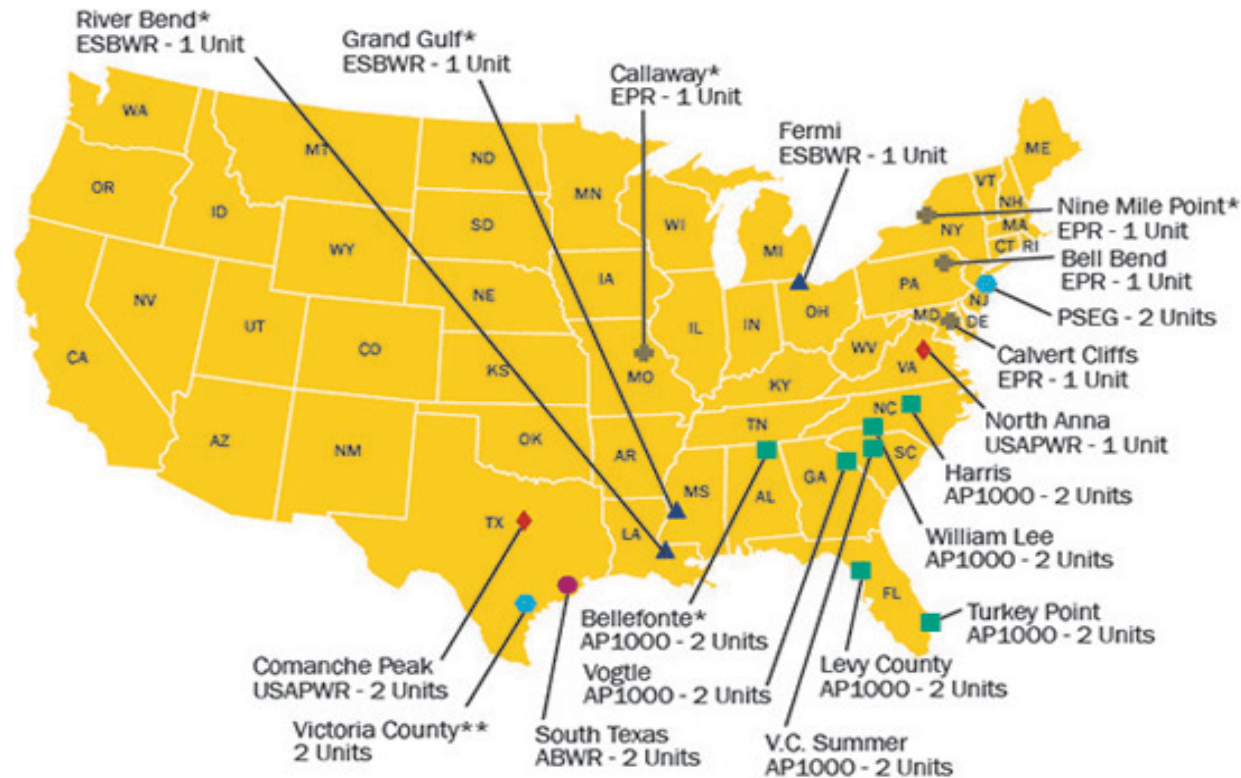 River Bend*
ESBWR - 1 Unit
Grand Gulf*
ESBWR - 1 Unit
Callaway*
EPR - 1 Unit
Fermi
ESBWR - 1 Unit
WA
MT
ND
MN
ME
OR
ID
SD
WI
MI
VT
NH
NY
MA
CT RI
Nine Mile Point*
EPR - 1 Unit
WY
IA
NE
PA
NJ
Bell Bend
EPR - 1 Unit
NV
UT
CO
IL
IN
OH
MD
DE
PSEG - 2 Units
CA
KS
MO
WV
VA
KY
Calvert Cliffs
EPR - 1 Unit
AZ
NM
OK
AR
TN
NC
SC
North Anna
USAPWR - 1 Unit
TX
LA
MS
AL
GA
Harris
AP1000 - 2 Units
William Lee
AP1000 - 2 Units
FL
Turkey Point
AP1000 - 2 Units
Bellefonte*
AP1000 - 2 Units
Vogtle
AP1000 - 2 Units
Levy County
AP1000 - 2 Units
Comanche Peak
USAPWR - 2 Units
Victoria County**
2 Units
South Texas
ABWR - 2 Units
V.C. Summer
AP1000 - 2 Units